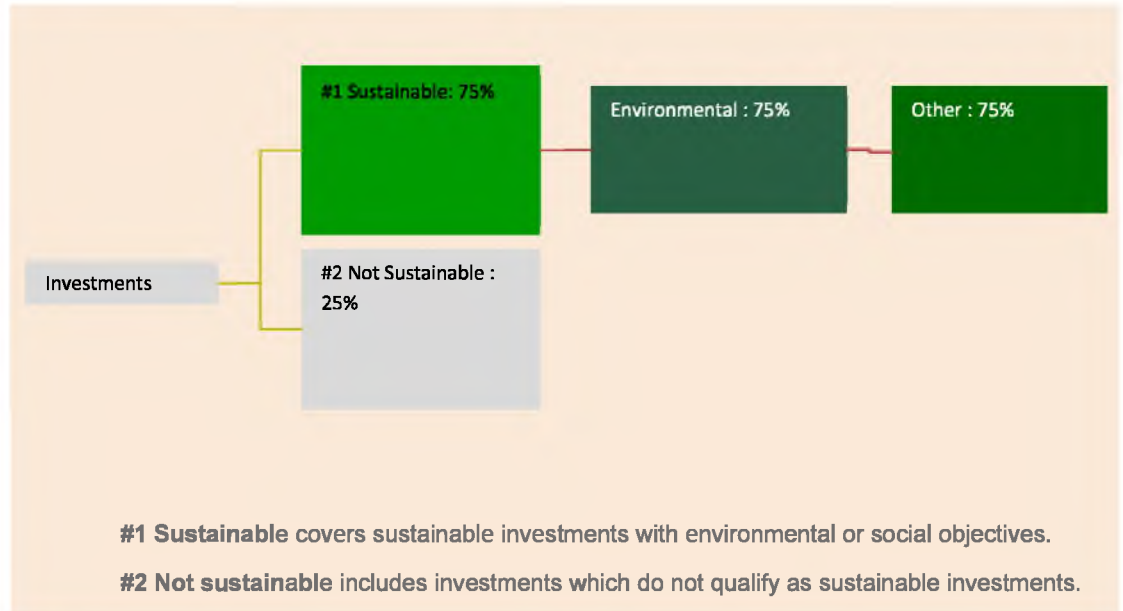 #1 Sustainable: 75%
Environmental : 75%
Other : 75%
Investments
#2 Not Sustainable :
25%
#1 Sustainable covers sustainable investments with environmental or social objectives.
#2 Not sustainable includes investments which do not qualify as sustainable investments.